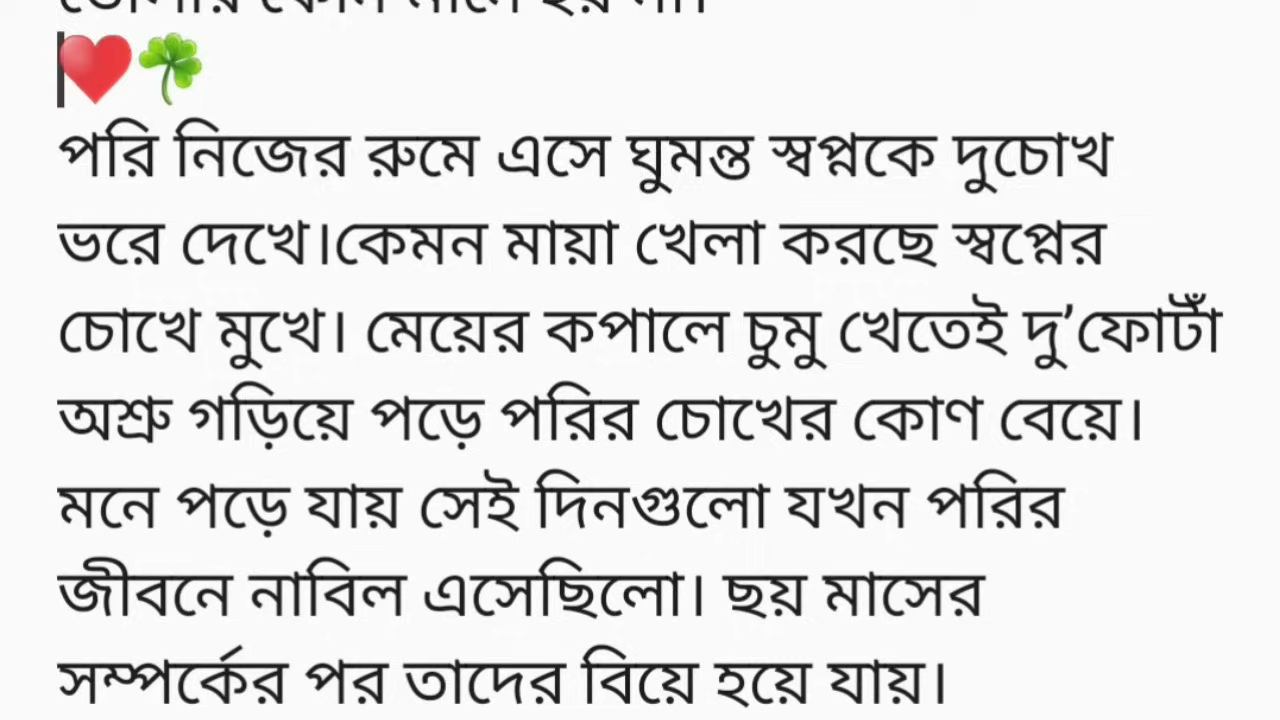 ♥️☘️
পরি নিজের রুমে এসে ঘুমন্ত স্বপ্নকে দুচোখ
ভরে দেখে।কেমন মায়া খেলা করছে স্বপ্নের
চোখে মুখে। মেয়ের কপালে চুমু খেতেই দু’ফোটাঁ
অশ্রু গড়িয়ে পড়ে পরির চোখের কোণ বেয়ে।
মনে পড়ে যায় সেই দিনগুলো যখন পরির
জীবনে নাবিল এসেছিলো। ছয় মাসের
সম্পর্কের পর তাদের বিয়ে হয়ে যায়।